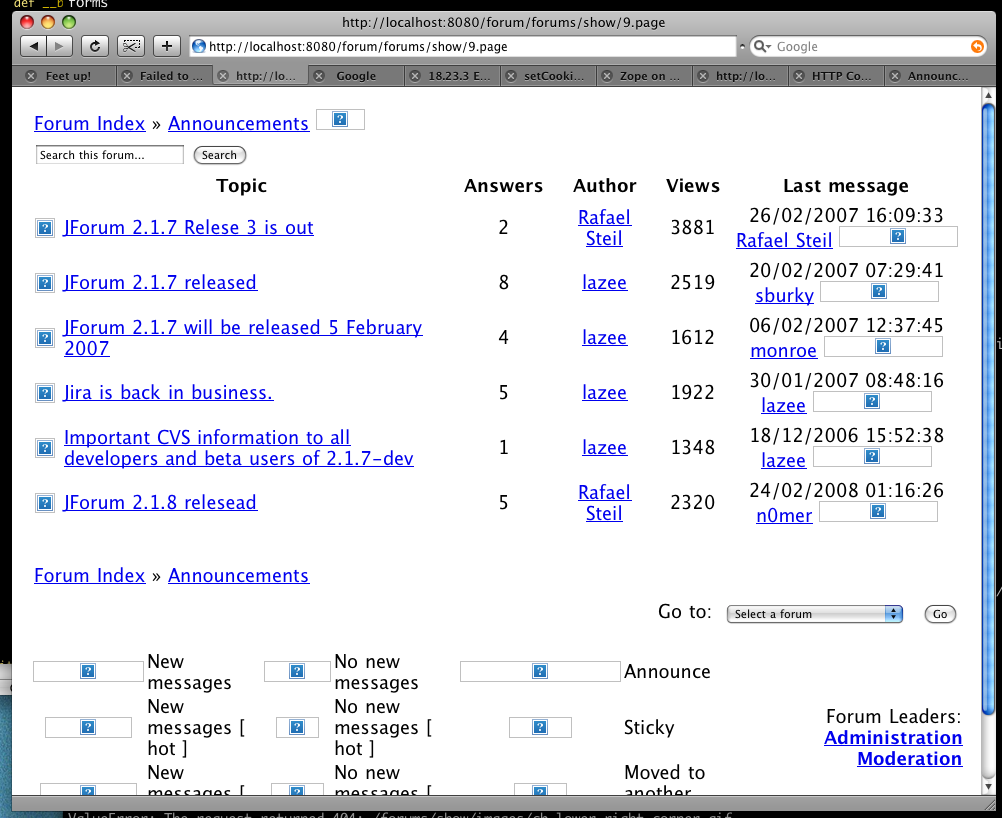 def __b forms
http://localhost:8080/forum/forums/show/9.page
http://localhost:8080/forum/forums/show/9.page
Google
Feet up!
Failed to ...
http://lo...
Google
18.23.3 E...
setCooki...
Zope on ...
http://lo...
HTTP Co...
Announc...
Forum Index » Announcements
Search this forum...
Search
Topic Answers Author Views Last message
JForum 2.1.7 Relese 3 is out 2 Rafael Steil 3881 26/02/2007 16:09:33 Rafael Steil
JForum 2.1.7 released 8 lazee 2519 20/02/2007 07:29:41 sburky
JForum 2.1.7 will be released 5 February 2007 4 lazee 1612 06/02/2007 12:37:45 monroe
Jira is back in business. 5 lazee 1922 30/01/2007 08:48:16 lazee
Important CVS information to all developers and beta users of 2.1.7-dev 1 lazee 1348 18/12/2006 15:52:38 lazee
JForum 2.1.8 relesead 5 Rafael Steil 2320 24/02/2008 01:16:26 n0mer
Forum Index » Announcements
Go to: Select a forum Go
New messages No new messages Announce
New messages [ hot ] No new messages [ hot ] Sticky
New messages [ No new messages [ Moved to another
Forum Leaders:
Administration
Moderation
ValueError: The request returned 404: /forums/show/images/cb_lower_right_corner.gif